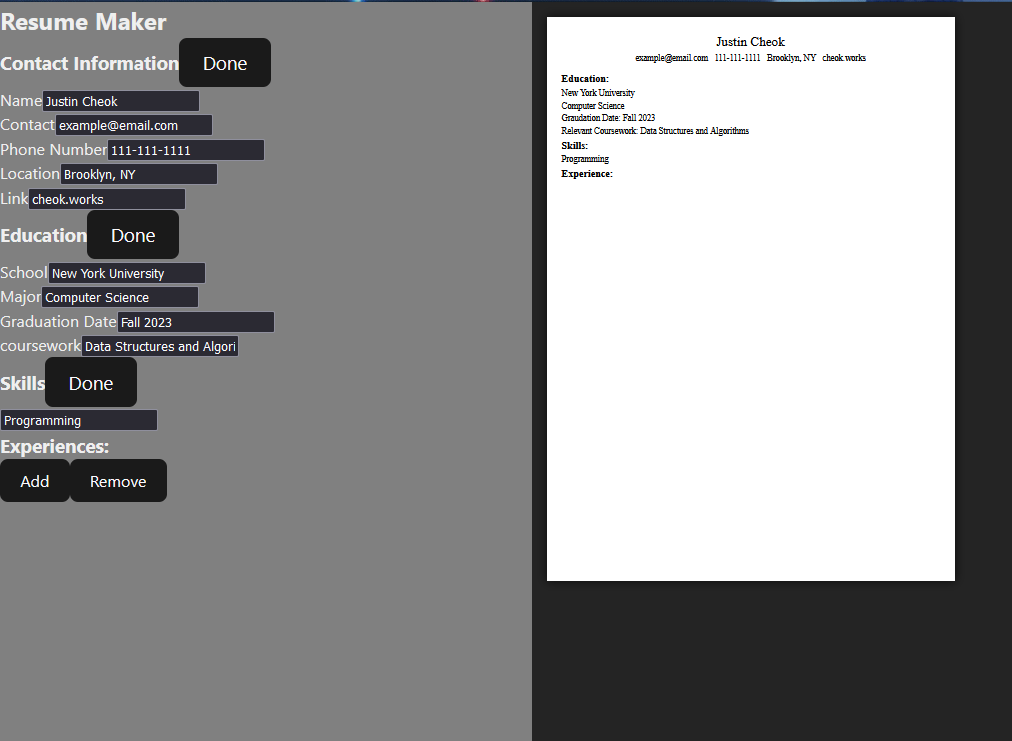 Resume Maker
Contact Information Done
Name Justin Cheok
Contact example@email.com
Phone Number 111-111-1111
Location Brooklyn, NY
Link cheok.works
Education Done
School New York University
Major Computer Science
Graduation Date Fall 2023
coursework Data Structures and Algori
Skills Done
Programming
Experiences:
Add Remove
Justin Cheok
example@email.com 111-111-1111 Brooklyn, NY cheok.works
Education:
New York University
Computer Science
Graudation Date: Fall 2023
Relevant Coursework: Data Structures and Algorithms
Skills:
Programming
Experience: